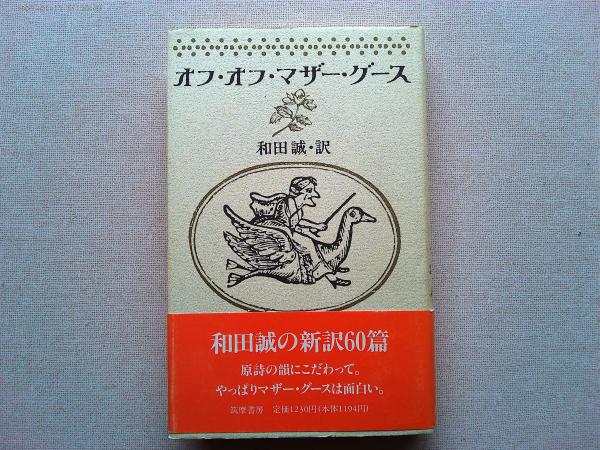 オフ・オフ・マザー・グース
和田誠・訳
和田誠の新訳60篇
原詩の韻にこだわって。
やっぱりマザー・グースは面白い。
筑摩書房 定価1230円(本体1194円)